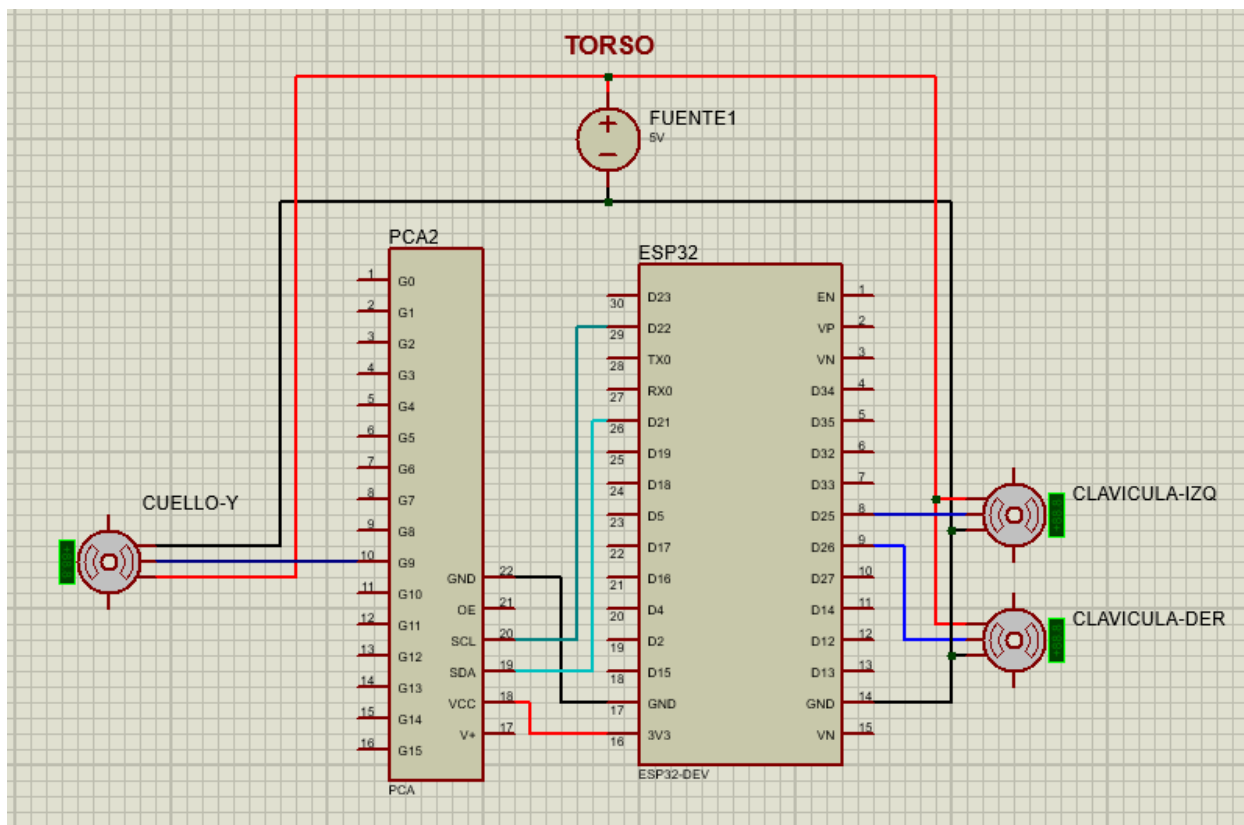 TORSO
FUENTE1
5V
PCA2
1 G0
2 G1
3 G2
4 G3
5 G4
6 G5
7 G6
8 G7
9 G8
10 G9
11 G10
12 G11
13 G12
14 G13
15 G14
16 G15
GND 22
OE 21
SCL 20
SDA 19
VCC 18
V+ 17
PCA
ESP32
30 D23
29 D22
28 TX0
27 RX0
26 D21
25 D19
24 D18
23 D5
22 D17
21 D16
20 D4
19 D2
18 D15
17 GND
16 3V3
EN 1
VP 2
VN 3
D34 4
D35 5
D32 6
D33 7
D25 8
D26 9
D27 10
D14 11
D12 12
D13 13
GND 14
VN 15
ESP32-DEV
CUELLO-Y
CLAVICULA-IZQ
CLAVICULA-DER